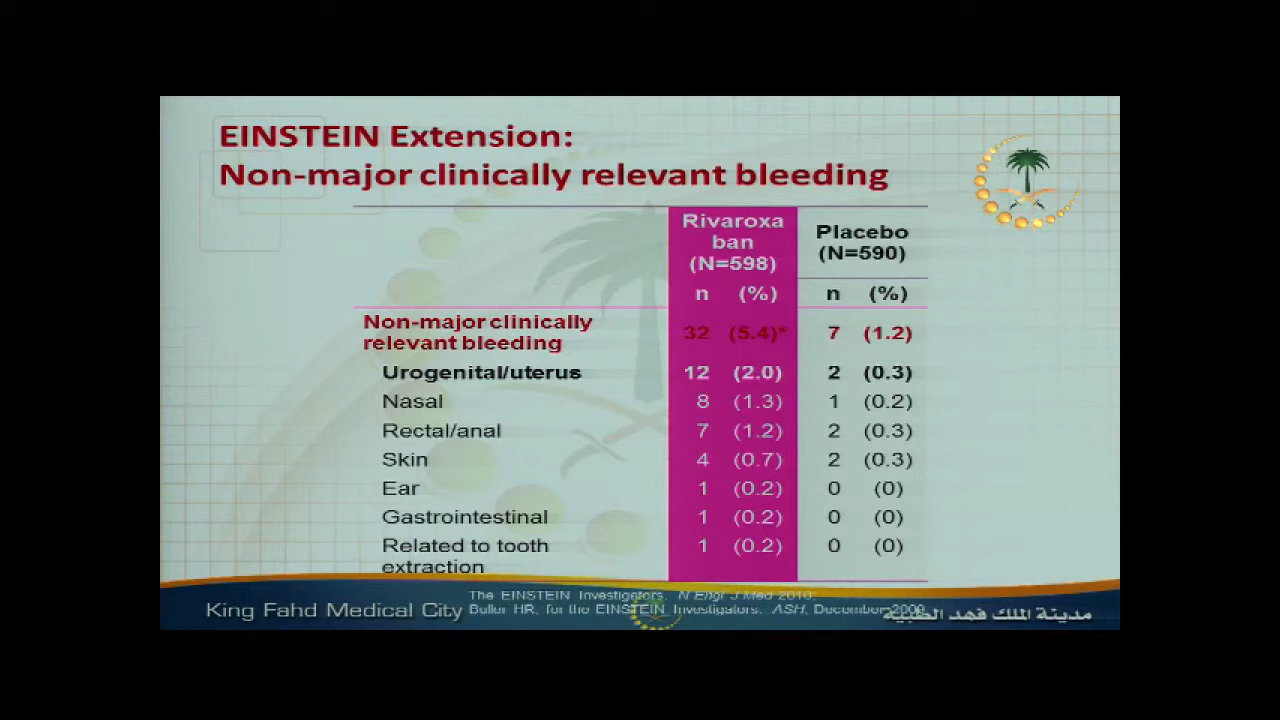 EINSTEIN Extension:
Non-major clinically relevant bleeding
Rivaroxa
ban
(N=598)
Placebo
(N=590)
n (%) n (%)
Non-major clinically
relevant bleeding 32 (5.4)* 7 (1.2)
Urogenital/uterus 12 (2.0) 2 (0.3)
Nasal 8 (1.3) 1 (0.2)
Rectal/anal 7 (1.2) 2 (0.3)
Skin 4 (0.7) 2 (0.3)
Ear 1 (0.2) 0 (0)
Gastrointestinal 1 (0.2) 0 (0)
Related to tooth 1 (0.2) 0 (0)
extraction
The EINSTEIN Investigators. N Engl J Med 2010;
Buller HR, for the EINSTEIN Investigators. ASH, December 2009
King Fahd Medical City
مدينة الملك فهد الطبية